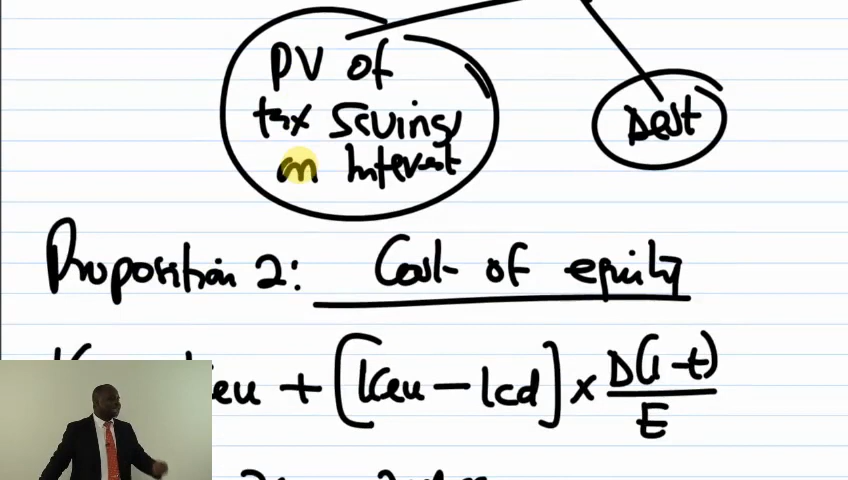 PV of
tax Savings
on Interest
Debt
Proposition 2: Cost of equity
eu + [Keu - kd] × D(1-t)
E